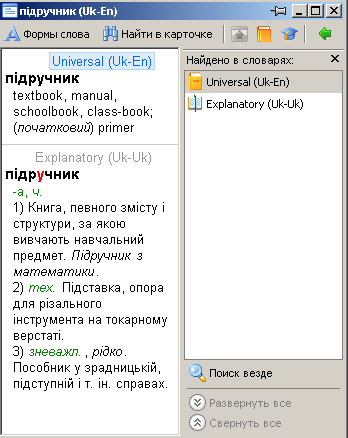 підручник (Uk-En)
Формы слова
Найти в карточке
Universal (Uk-En)
підручник
textbook, manual,
schoolbook, class-book;
(початковий) primer
Explanatory (Uk-Uk)
підручник
-а, ч.
1) Книга, певного змісту і
структури, за якою
вивчають навчальний
предмет. Підручник з
математики.
2) тех. Підставка, опора
для різального
інструмента на токарному
верстаті.
3) зневажл. , рідко.
Пособник у зрадницькій,
підступній і т. ін. справах.
Найдено в словарях:
Universal (Uk-En)
Explanatory (Uk-Uk)
Поиск везде
Развернуть все
Свернуть все